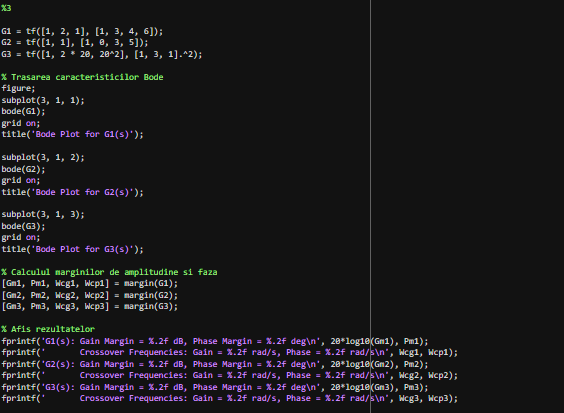 %3
G1 = tf([1, 2, 1], [1, 3, 4, 6]);
G2 = tf([1, 1], [1, 0, 3, 5]);
G3 = tf([1, 2 * 20, 20^2], [1, 3, 1].^2);
% Trasarea caracteristicilor Bode
figure;
subplot(3, 1, 1);
bode(G1);
grid on;
title('Bode Plot for G1(s)');
subplot(3, 1, 2);
bode(G2);
grid on;
title('Bode Plot for G2(s)');
subplot(3, 1, 3);
bode(G3);
grid on;
title('Bode Plot for G3(s)');
% Calculul marginilor de amplitudine si faza
[Gm1, Pm1, Wcg1, Wcp1] = margin(G1);
[Gm2, Pm2, Wcg2, Wcp2] = margin(G2);
[Gm3, Pm3, Wcg3, Wcp3] = margin(G3);
% Afis rezultatelor
fprintf('G1(s): Gain Margin = %.2f dB, Phase Margin = %.2f deg\n', 20*log10(Gm1), Pm1);
fprintf('       Crossover Frequencies: Gain = %.2f rad/s, Phase = %.2f rad/s\n', Wcg1, Wcp1);
fprintf('G2(s): Gain Margin = %.2f dB, Phase Margin = %.2f deg\n', 20*log10(Gm2), Pm2);
fprintf('       Crossover Frequencies: Gain = %.2f rad/s, Phase = %.2f rad/s\n', Wcg2, Wcp2);
fprintf('G3(s): Gain Margin = %.2f dB, Phase Margin = %.2f deg\n', 20*log10(Gm3), Pm3);
fprintf('       Crossover Frequencies: Gain = %.2f rad/s, Phase = %.2f rad/s\n', Wcg3, Wcp3);